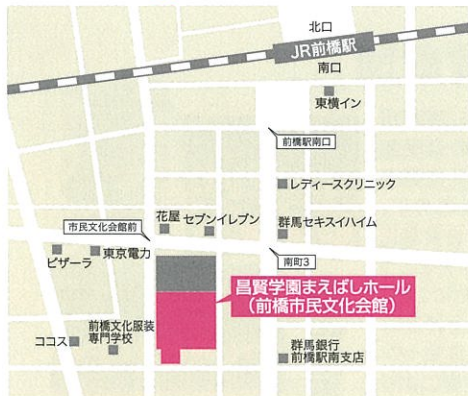 北口
JR前橋駅
南口
東横イン
前橋駅南口
レディースクリニック
花屋
セブンイレブン
群馬セキスイハイム
市民文化会館前
ピザーラ
東京電力
南町3
昌賢学園まえばしホール
(前橋市民文化会館)
ココス
前橋文化服装
専門学校
群馬銀行
前橋駅南支店